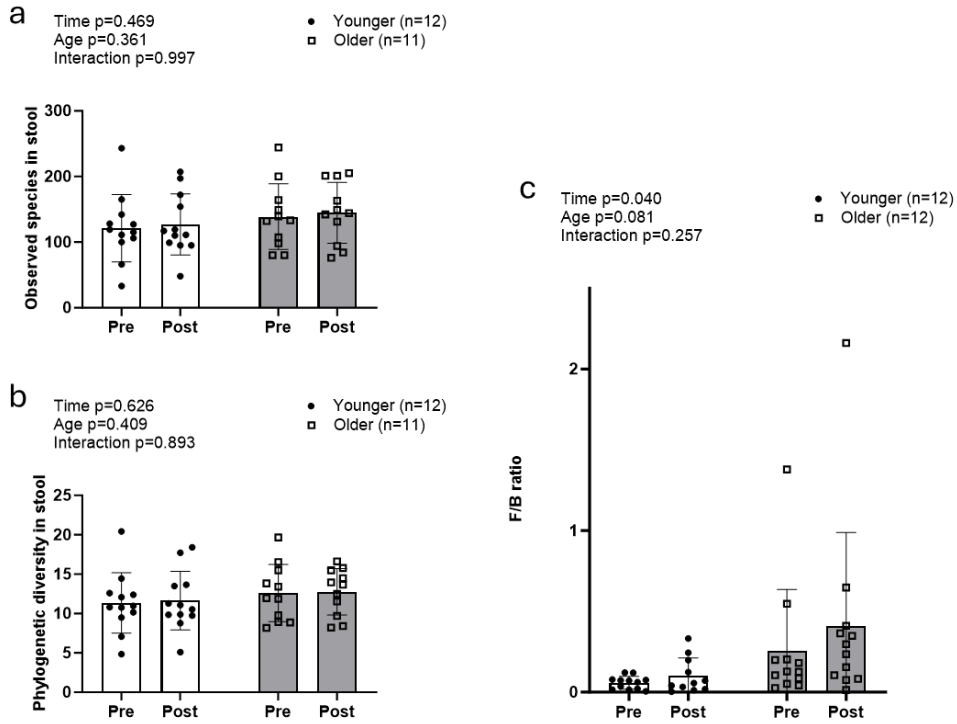 a
Time p=0.469
Age p=0.361
Interaction p=0.997
Younger (n=12)
Older (n=11)
Observed species in stool
300
200
100
0
Pre
Post
Pre
Post
b
Time p=0.626
Age p=0.409
Interaction p=0.893
Younger (n=12)
Older (n=11)
Phylogenetic diversity in stool
25
20
15
10
5
0
Pre
Post
Pre
Post
c
Time p=0.040
Age p=0.081
Interaction p=0.257
Younger (n=12)
Older (n=12)
F/B ratio
2
1
0
Pre
Post
Pre
Post